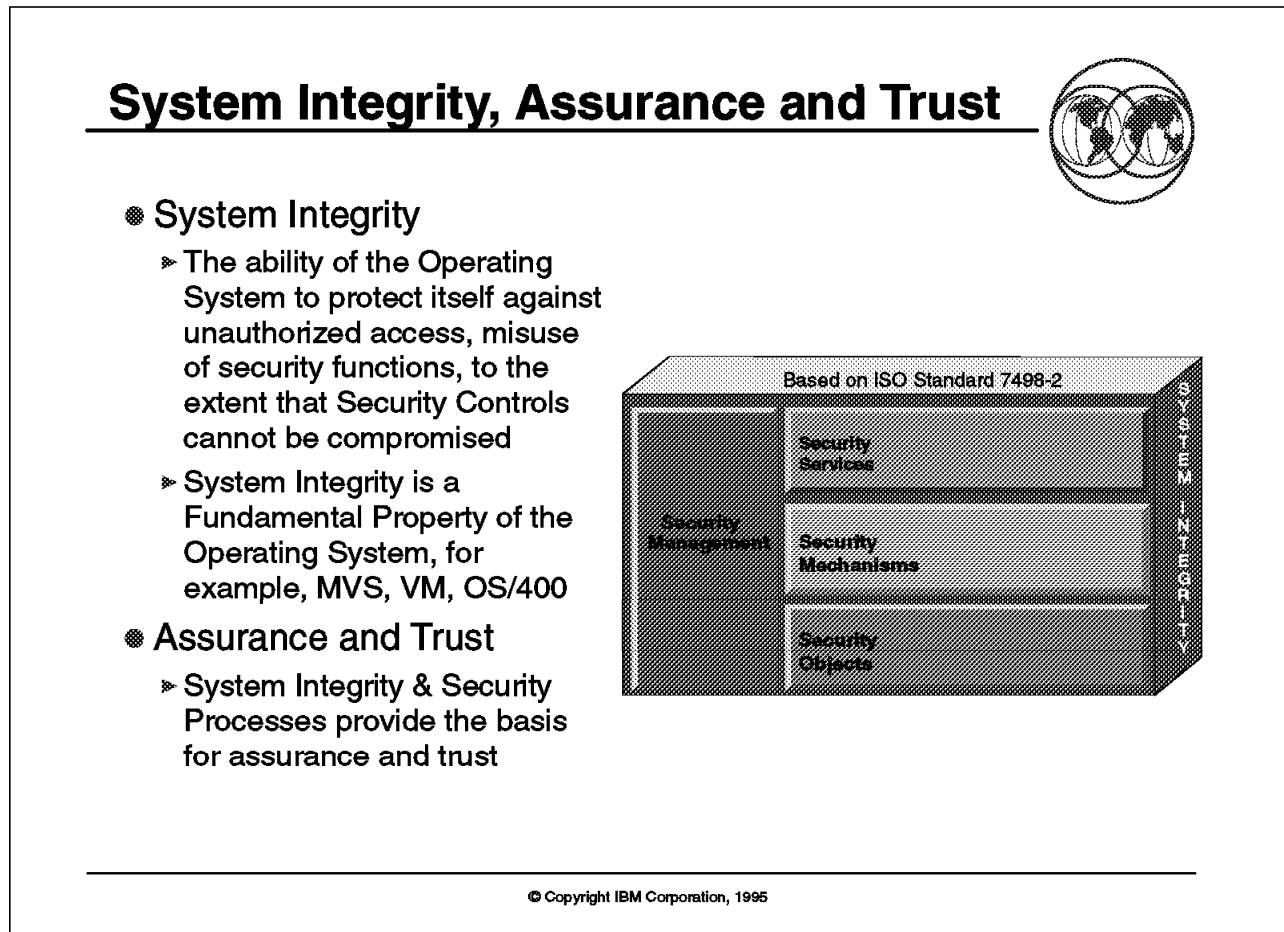 System Integrity, Assurance and Trust
System Integrity
The ability of the Operating
System to protect itself against
unauthorized access, misuse
of security functions, to the
extent that Security Controls
cannot be compromised
System Integrity is a
Fundamental Property of the
Operating System, for
example, MVS, VM, OS/400
Assurance and Trust
System Integrity & Security
Processes provide the basis
for assurance and trust
Based on ISO Standard 7498-2
Security
Management
Security
Services
Security
Mechanisms
Security
Objects
SYSTEM INTEGRITY
© Copyright IBM Corporation, 1995